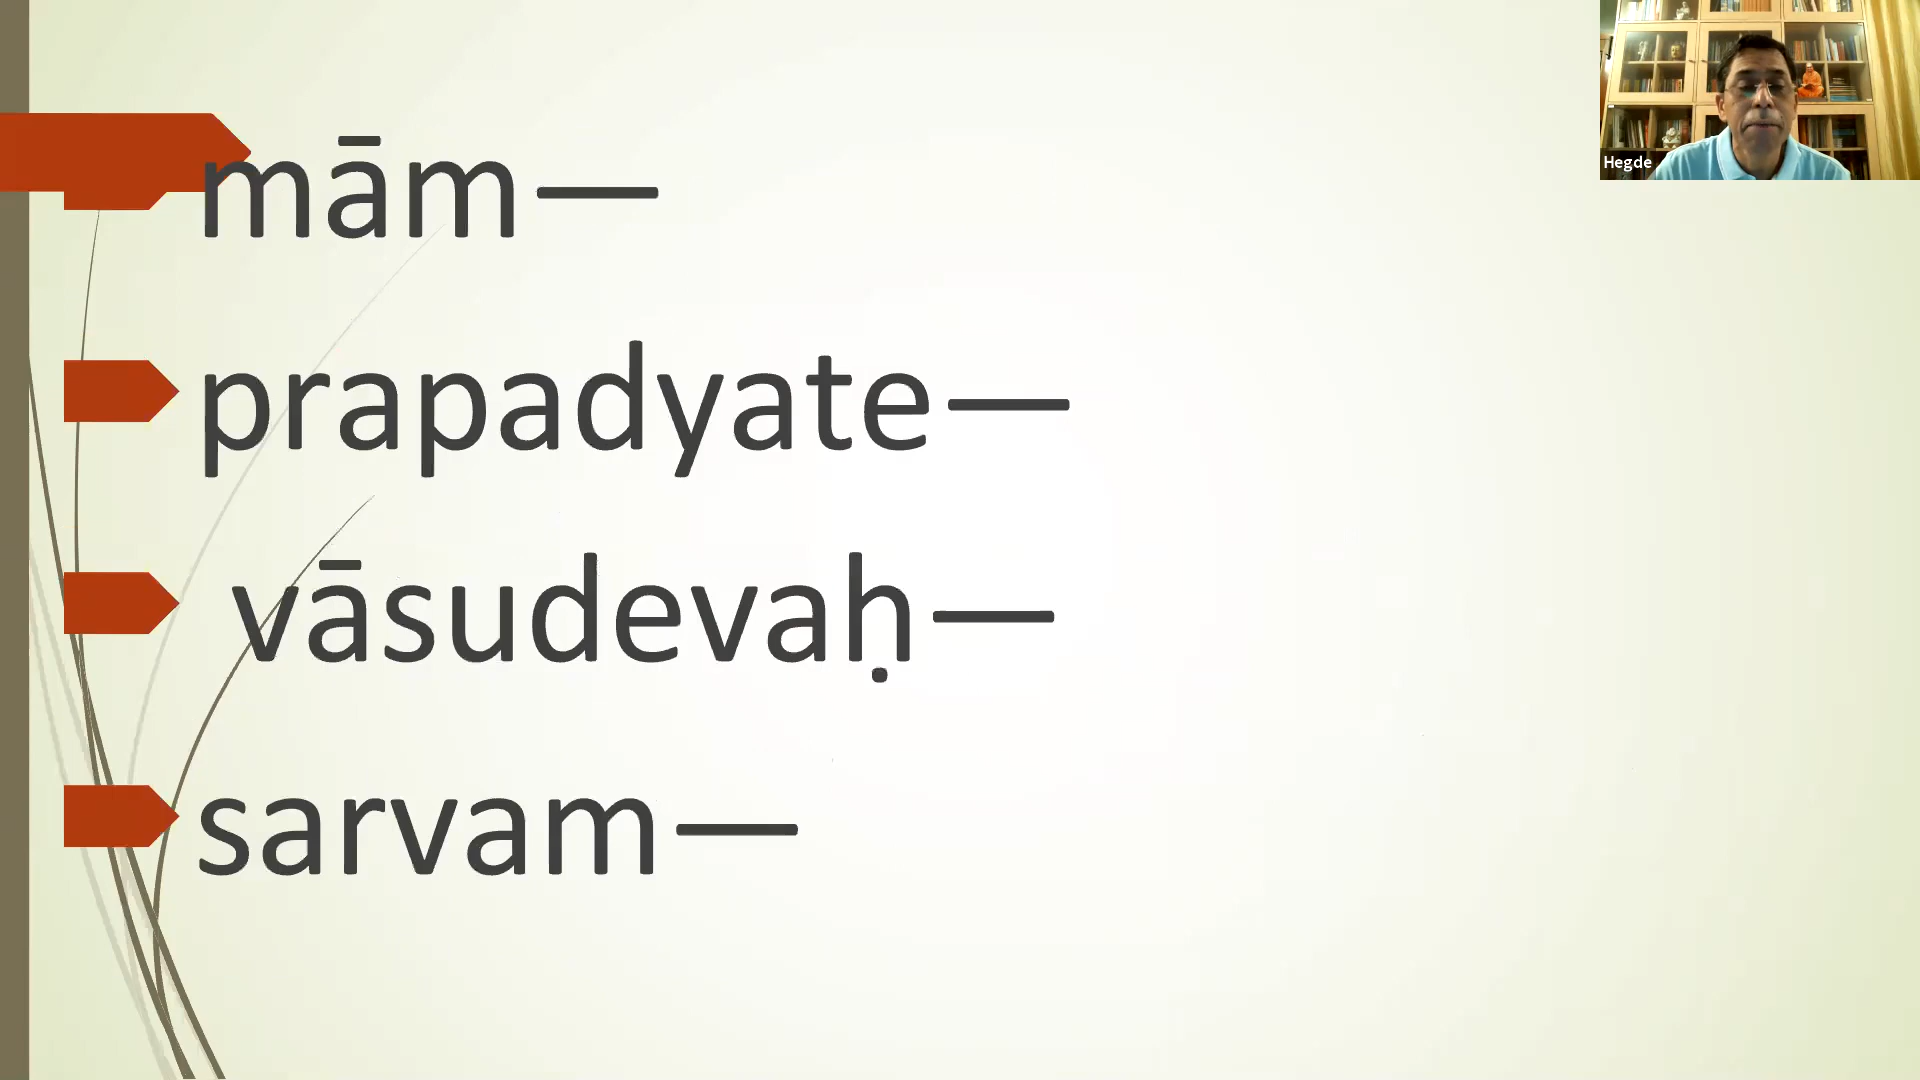 mām—
prapadyate—
vāsudevaḥ—
sarvam—
Hegde